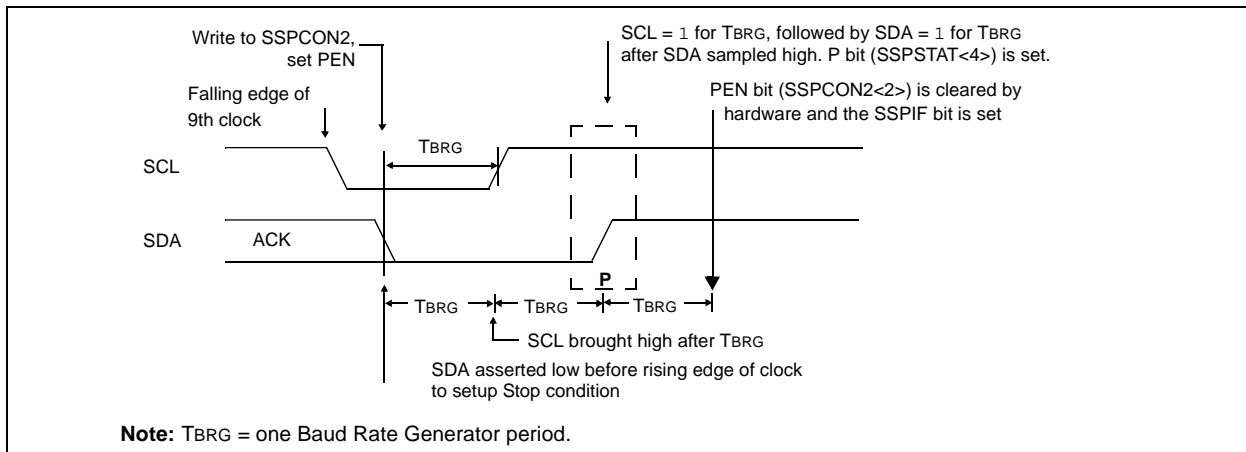 Write to SSPCON2,
set PEN
SCL = 1 for TBRG, followed by SDA = 1 for TBRG
after SDA sampled high. P bit (SSPSTAT<4>) is set.
Falling edge of
9th clock
PEN bit (SSPCON2<2>) is cleared by
hardware and the SSPIF bit is set
TBRG
SCL
SDA
ACK
P
TBRG
TBRG
TBRG
SCL brought high after TBRG
SDA asserted low before rising edge of clock
to setup Stop condition
Note: TBRG = one Baud Rate Generator period.